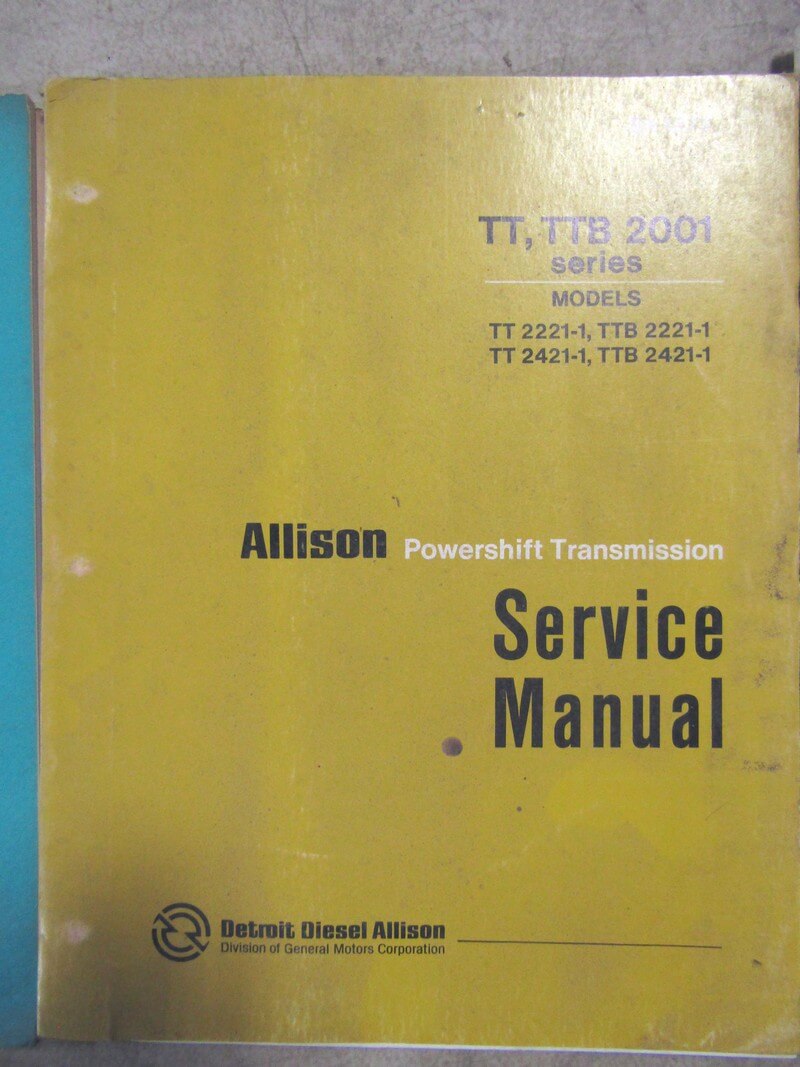 TT, TTB 2001
series
MODELS
TT 2221-1, TTB 2221-1
TT 2421-1, TTB 2421-1
Allison Powershift Transmission
Service
Manual
Detroit Diesel Allison
Division of General Motors Corporation